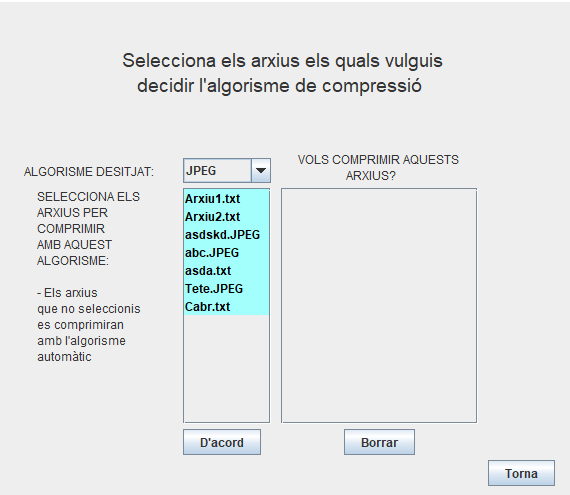 Selecciona els arxius els quals vulguis
decidir l'algorisme de compressió
ALGORISME DESITJAT:
JPEG
VOLS COMPRIMIR AQUESTS
ARXIUS?
SELECCIONA ELS
ARXIUS PER
COMPRIMIR
AMB AQUEST
ALGORISME:
- Els arxius
que no seleccionis
es comprimiran
amb l'algorisme
automàtic
Arxiu1.txt
Arxiu2.txt
asdskd.JPEG
abc.JPEG
asda.txt
Tete.JPEG
Cabr.txt
D'acord
Borrar
Torna